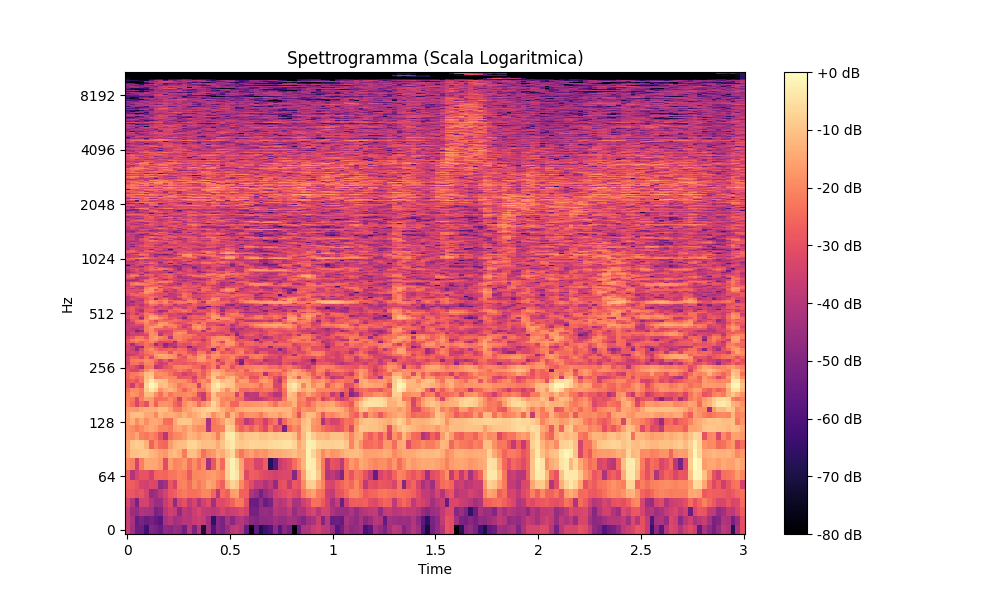 Spettrogramma (Scala Logaritmica)
Hz
8192
4096
2048
1024
512
256
128
64
0
0 0.5 1 1.5 2 2.5 3
Time
+0 dB
-10 dB
-20 dB
-30 dB
-40 dB
-50 dB
-60 dB
-70 dB
-80 dB